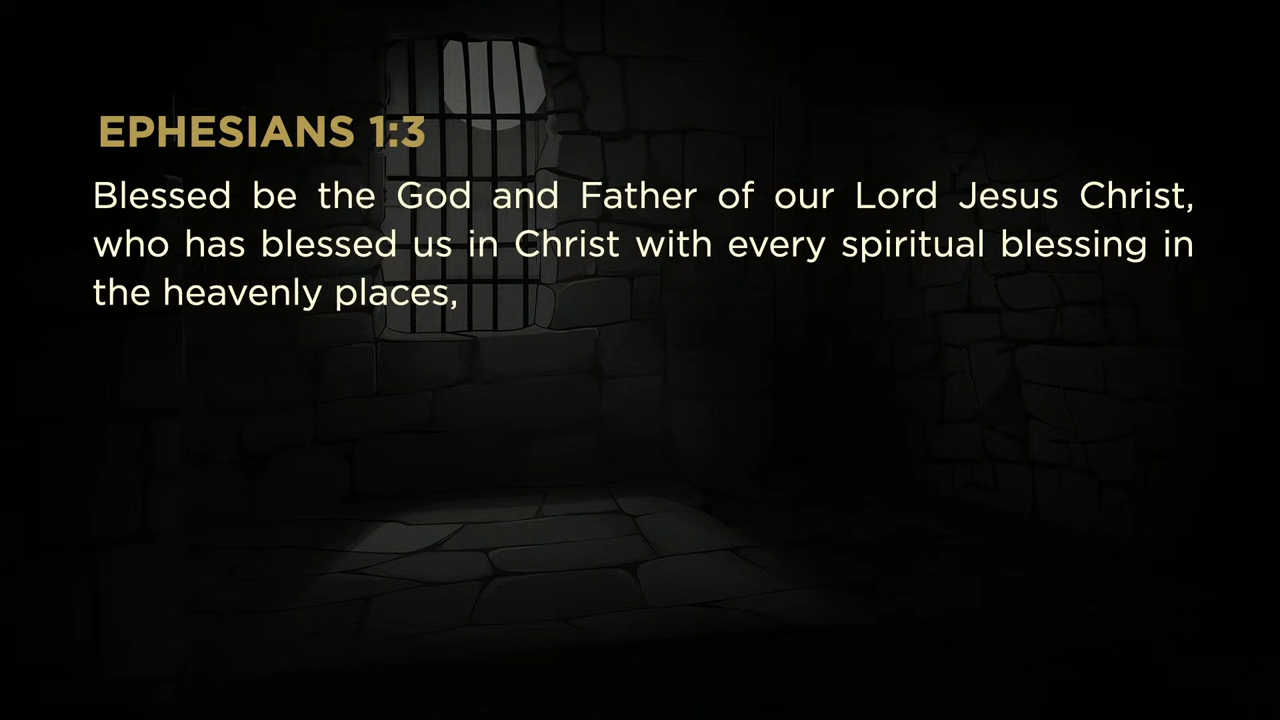 EPHESIANS 1:3
Blessed be the God and Father of our Lord Jesus Christ,
who has blessed us in Christ with every spiritual blessing in
the heavenly places,